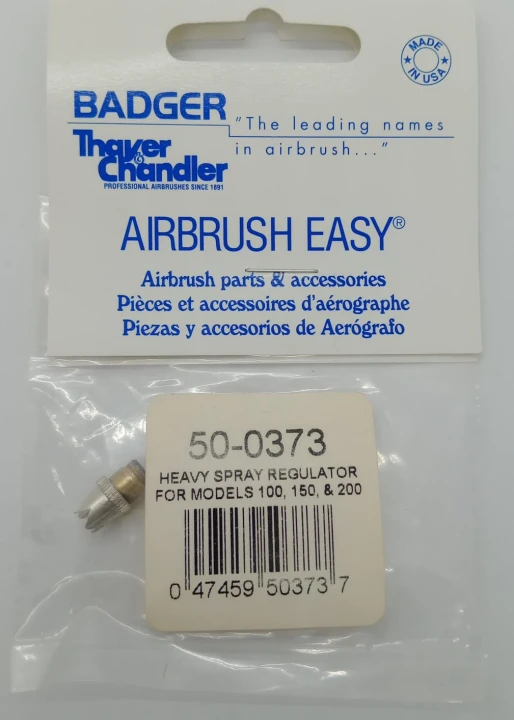 MADE
IN USA
BADGER
"The leading names
in airbrush..."
Thayer
& Chandler
PROFESSIONAL AIRBRUSHES SINCE 1891
AIRBRUSH EASY®
Airbrush parts & accessories
Pièces et accessoires d'aérographe
Piezas y accesorios de Aerógrafo
50-0373
HEAVY SPRAY REGULATOR
FOR MODELS 100, 150, & 200
0 47459 50373 7